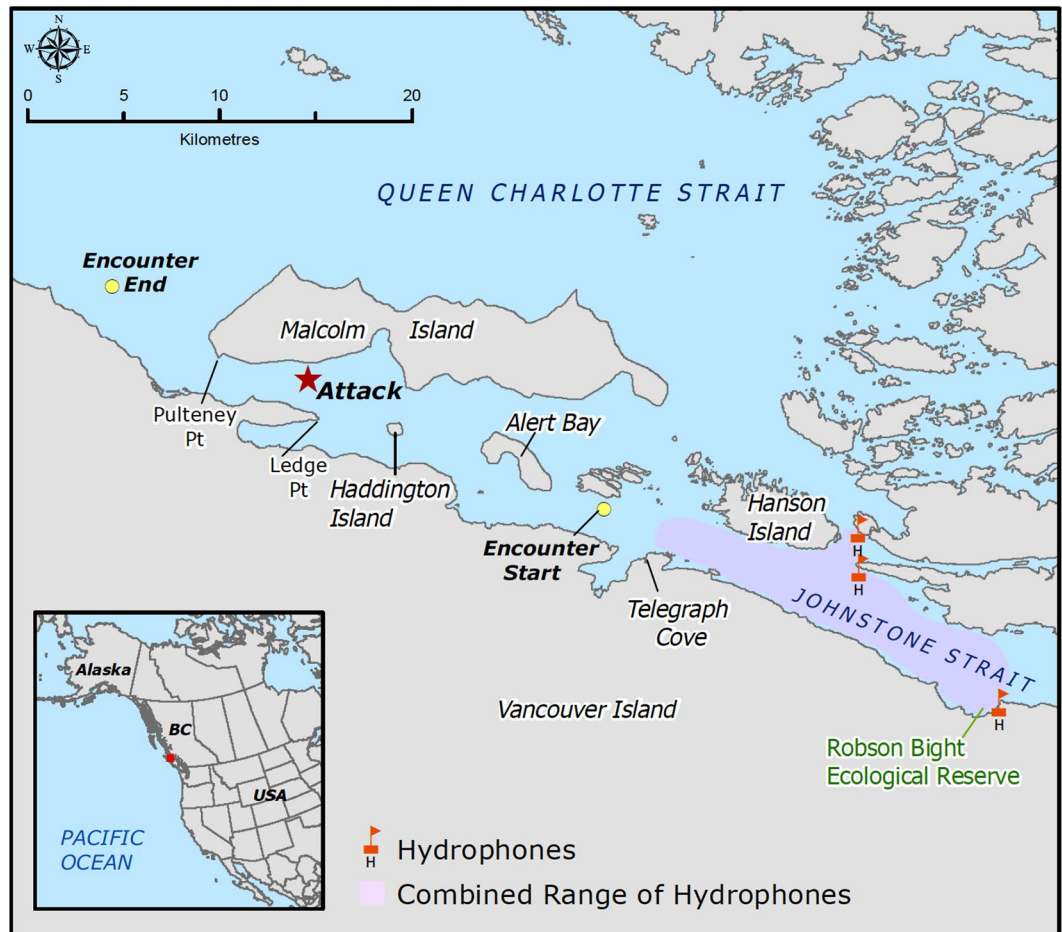 N
W E
S
0 5 10 20
Kilometres
QUEEN CHARLOTTE STRAIT
Encounter
End
Malcolm Island
Attack
Pulteney
Pt
Ledge
Pt
Alert Bay
Haddington
Island
Hanson
Island
Encounter
Start
H
H
Telegraph
Cove
JOHNSTONE STRAIT
Vancouver Island
H
Robson Bight
Ecological Reserve
Alaska
BC
USA
PACIFIC
OCEAN
H Hydrophones
Combined Range of Hydrophones